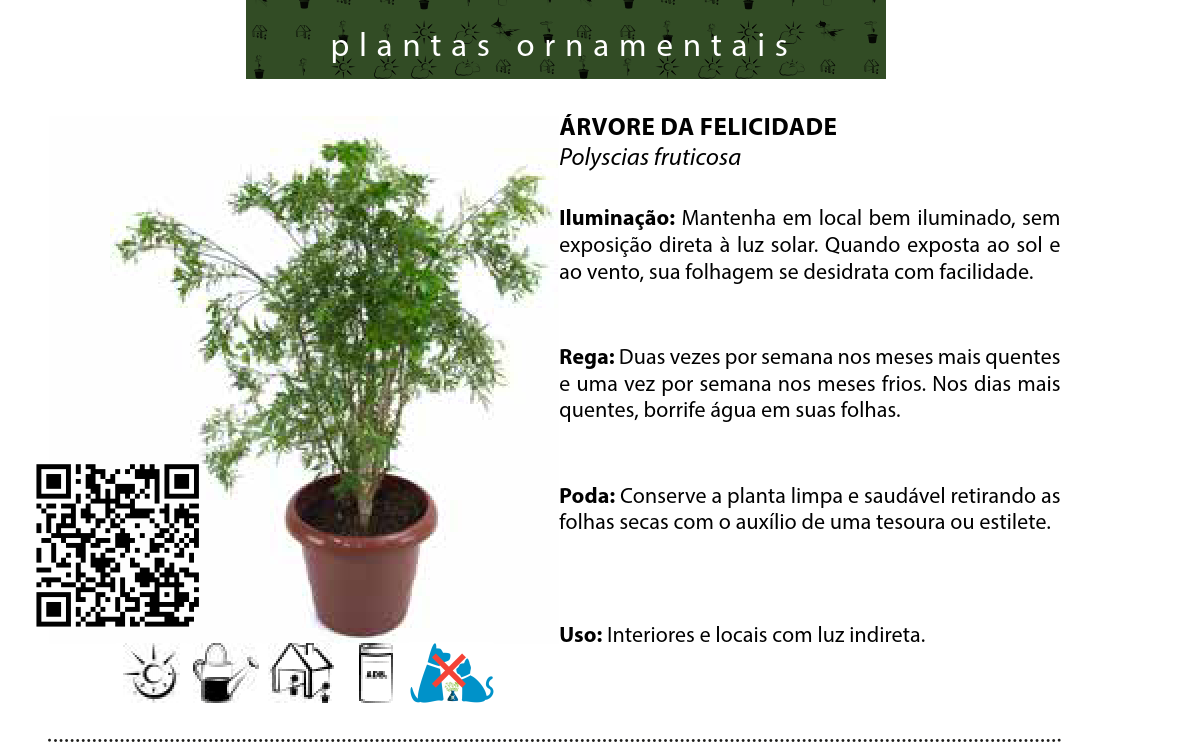 plantas ornamentais
ÁRVORE DA FELICIDADE
Polyscias fruticosa
Iluminação: Mantenha em local bem iluminado, sem
exposição direta à luz solar. Quando exposta ao sol e
ao vento, sua folhagem se desidrata com facilidade.
Rega: Duas vezes por semana nos meses mais quentes
e uma vez por semana nos meses frios. Nos dias mais
quentes, borrife água em suas folhas.
Poda: Conserve a planta limpa e saudável retirando as
folhas secas com o auxílio de uma tesoura ou estilete.
Uso: Interiores e locais com luz indireta.